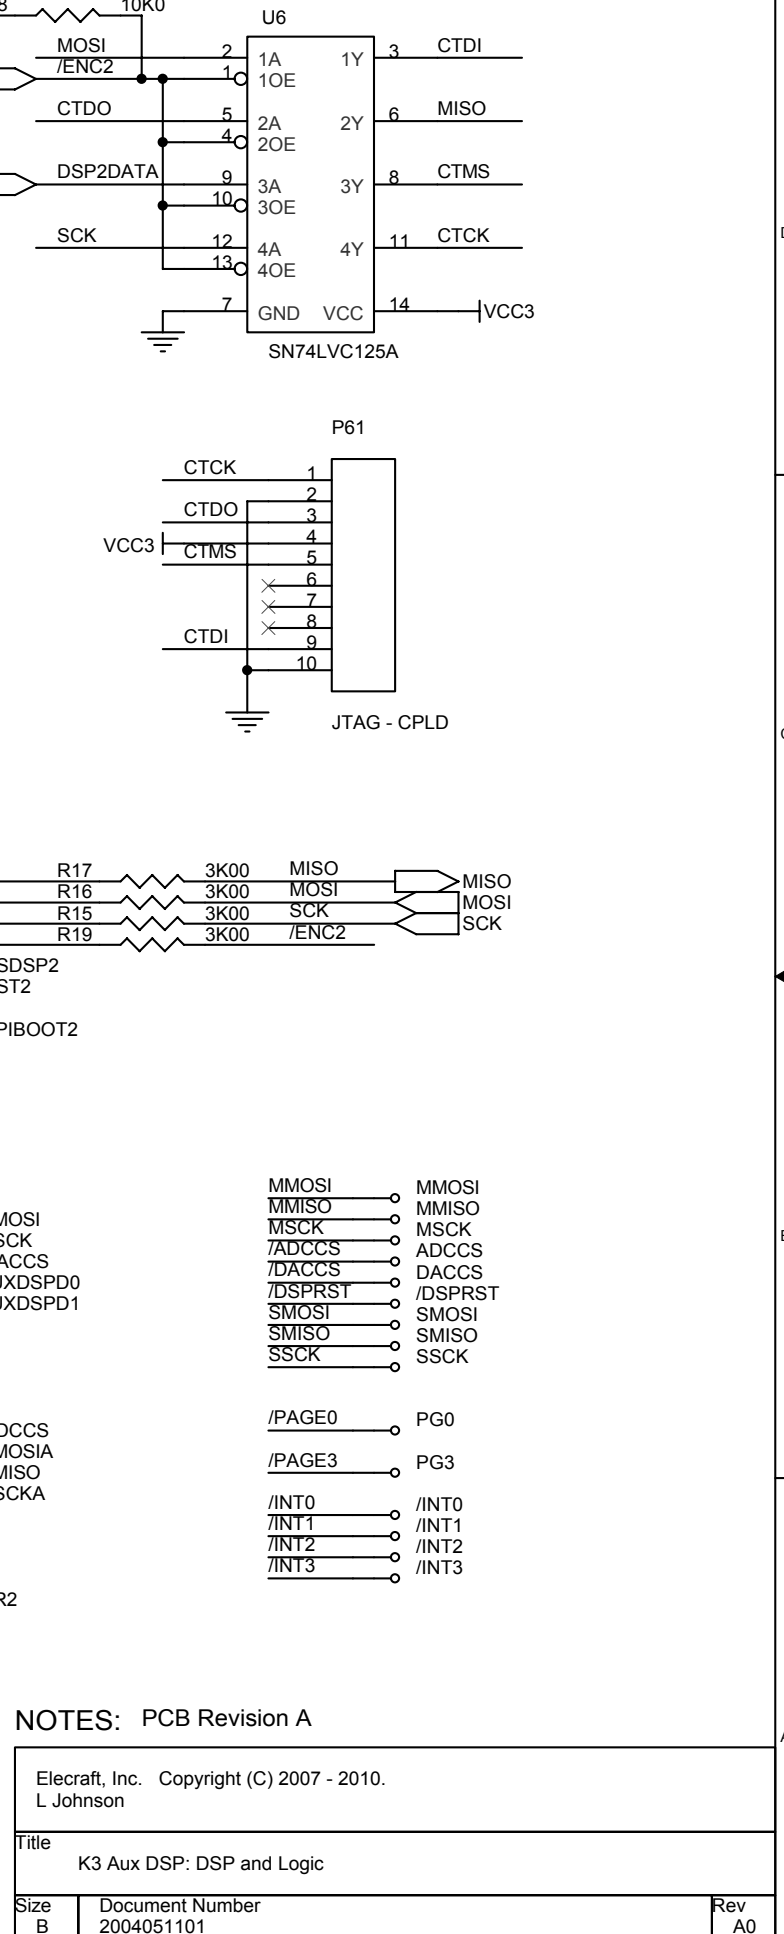 8 10K0
U6
MOSI 2 1A 1Y 3 CTDI
/ENC2 1 1OE
CTDO 5 2A 2Y 6 MISO
4 2OE
DSP2DATA 9 3A 3Y 8 CTMS
10 3OE
SCK 12 4A 4Y 11 CTCK
13 4OE
7 GND VCC 14 VCC3
SN74LVC125A
P61
CTCK 1
2
CTDO 3
VCC3 4
CTMS 5
6
7
8
CTDI 9
10
JTAG - CPLD
R17 3K00 MISO MISO
R16 3K00 MOSI MOSI
R15 3K00 SCK SCK
R19 3K00 /ENC2
SDSP2
ST2
PIBOOT2
MMOSI MMOSI
MMISO MMISO
MSCK MSCK
/ADCCS ADCCS
/DACCS DACCS
/DSPRST /DSPRST
SMOSI SMOSI
SMISO SMISO
SSCK SSCK
MOSI
SCK
ACCS
UXDSPD0
UXDSPD1
/PAGE0 PG0
/PAGE3 PG3
/INT0 /INT0
/INT1 /INT1
/INT2 /INT2
/INT3 /INT3
DCCS
MOSIA
MISO
SCKA
R2
NOTES: PCB Revision A
Elecraft, Inc. Copyright (C) 2007 - 2010.
L Johnson
Title
K3 Aux DSP: DSP and Logic
Size Document Number Rev
B 2004051101 A0